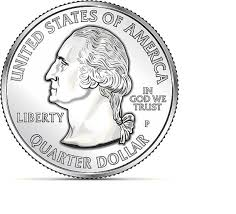 UNITED STATES OF AMERICA
LIBERTY
IN
GOD WE
TRUST
P
QUARTER DOLLAR